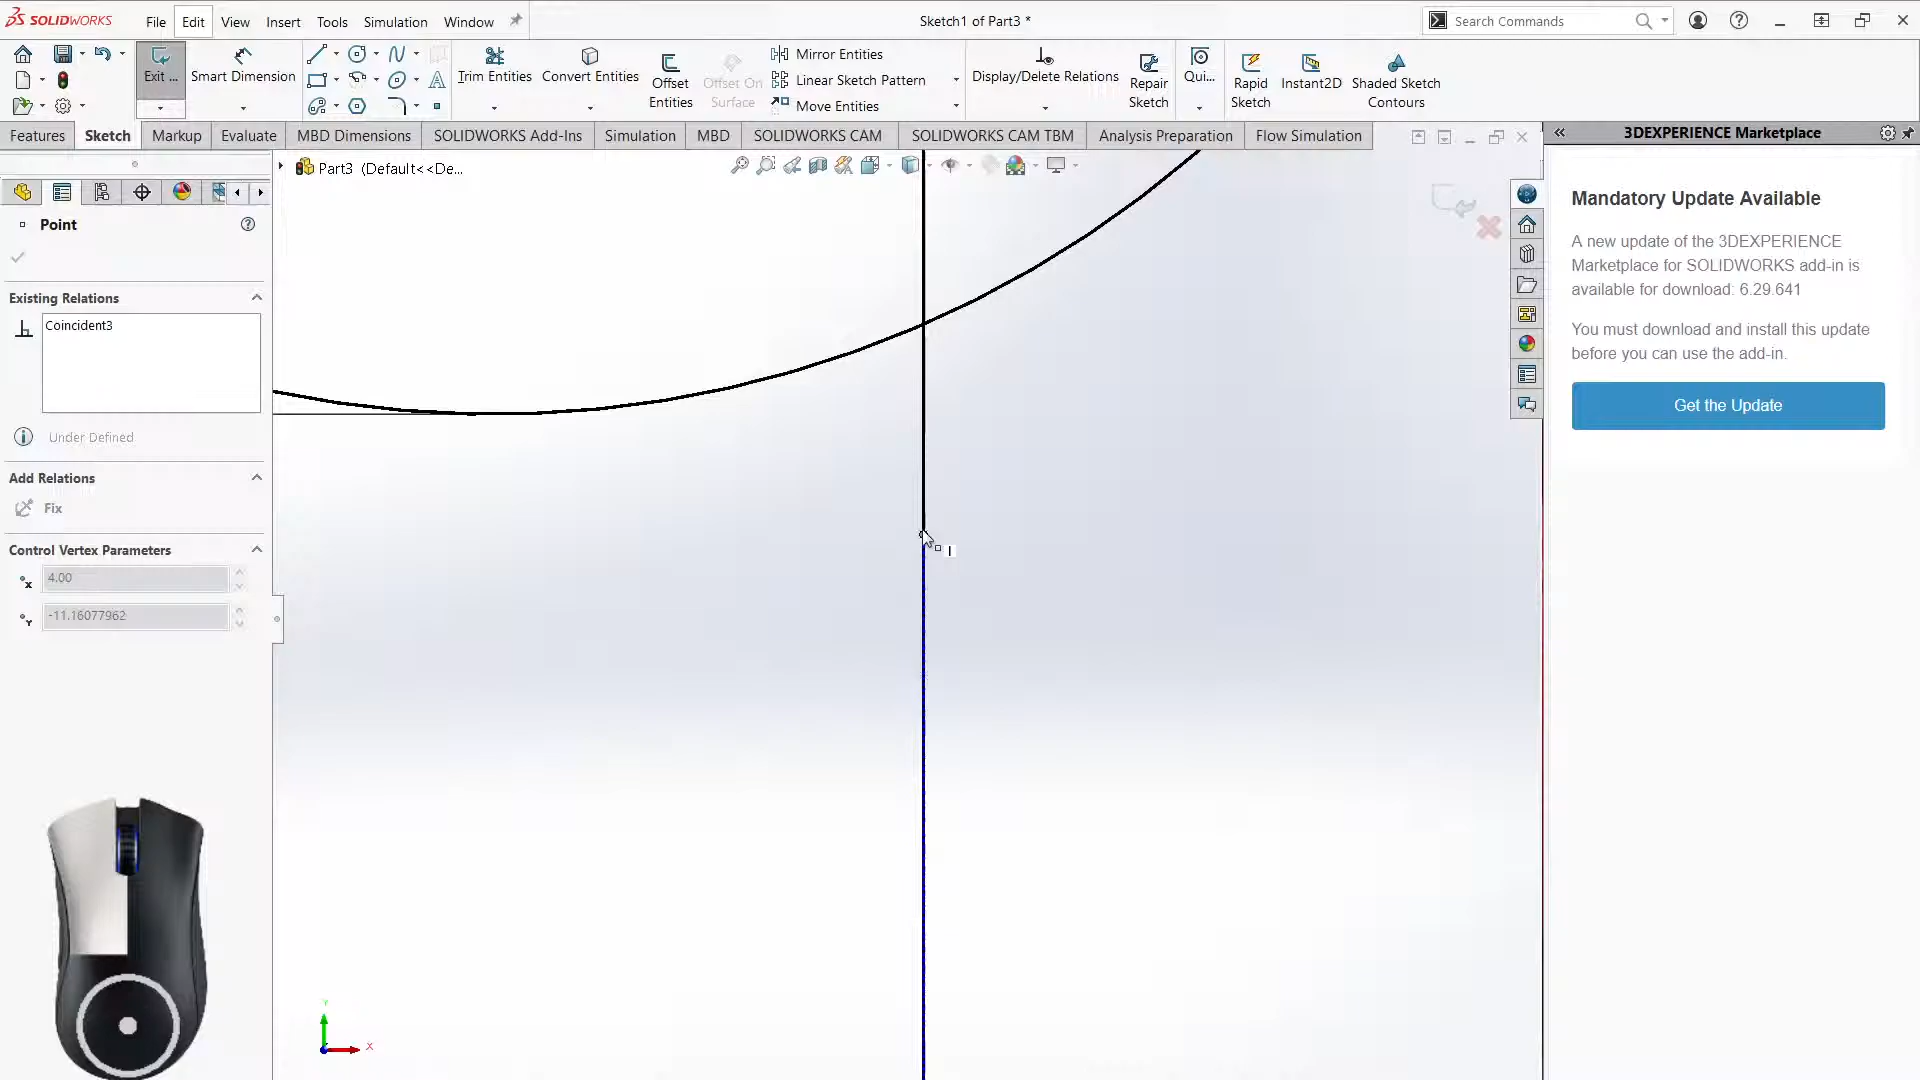 SOLIDWORKS
File Edit View Insert Tools Simulation Window
Sketch1 of Part3 *
Search Commands
Exit ...
Smart Dimension
Trim Entities
Convert Entities
Offset
Entities
Offset On
Surface
Mirror Entities
Linear Sketch Pattern
Move Entities
Display/Delete Relations
Repair
Sketch
Qui...
Rapid
Sketch
Instant2D
Shaded Sketch
Contours
Features Sketch Markup Evaluate MBD Dimensions SOLIDWORKS Add-Ins Simulation MBD SOLIDWORKS CAM SOLIDWORKS CAM TBM Analysis Preparation Flow Simulation
3DEXPERIENCE Marketplace
Part3 (Default<<De...
Point
Existing Relations
Coincident3
Under Defined
Add Relations
Fix
Control Vertex Parameters
X
4.00
Y
-11.16077962
Mandatory Update Available
A new update of the 3DEXPERIENCE
Marketplace for SOLIDWORKS add-in is
available for download: 6.29.641
You must download and install this update
before you can use the add-in.
Get the Update
Y
X